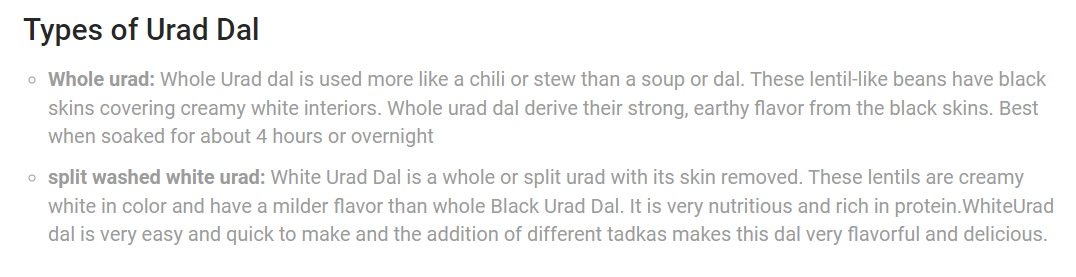 Types of Urad Dal
Whole urad: Whole Urad dal is used more like a chili or stew than a soup or dal. These lentil-like beans have black
skins covering creamy white interiors. Whole urad dal derive their strong, earthy flavor from the black skins. Best
when soaked for about 4 hours or overnight
split washed white urad: White Urad Dal is a whole or split urad with its skin removed. These lentils are creamy
white in color and have a milder flavor than whole Black Urad Dal. It is very nutritious and rich in protein.WhiteUrad
dal is very easy and quick to make and the addition of different tadkas makes this dal very flavorful and delicious.